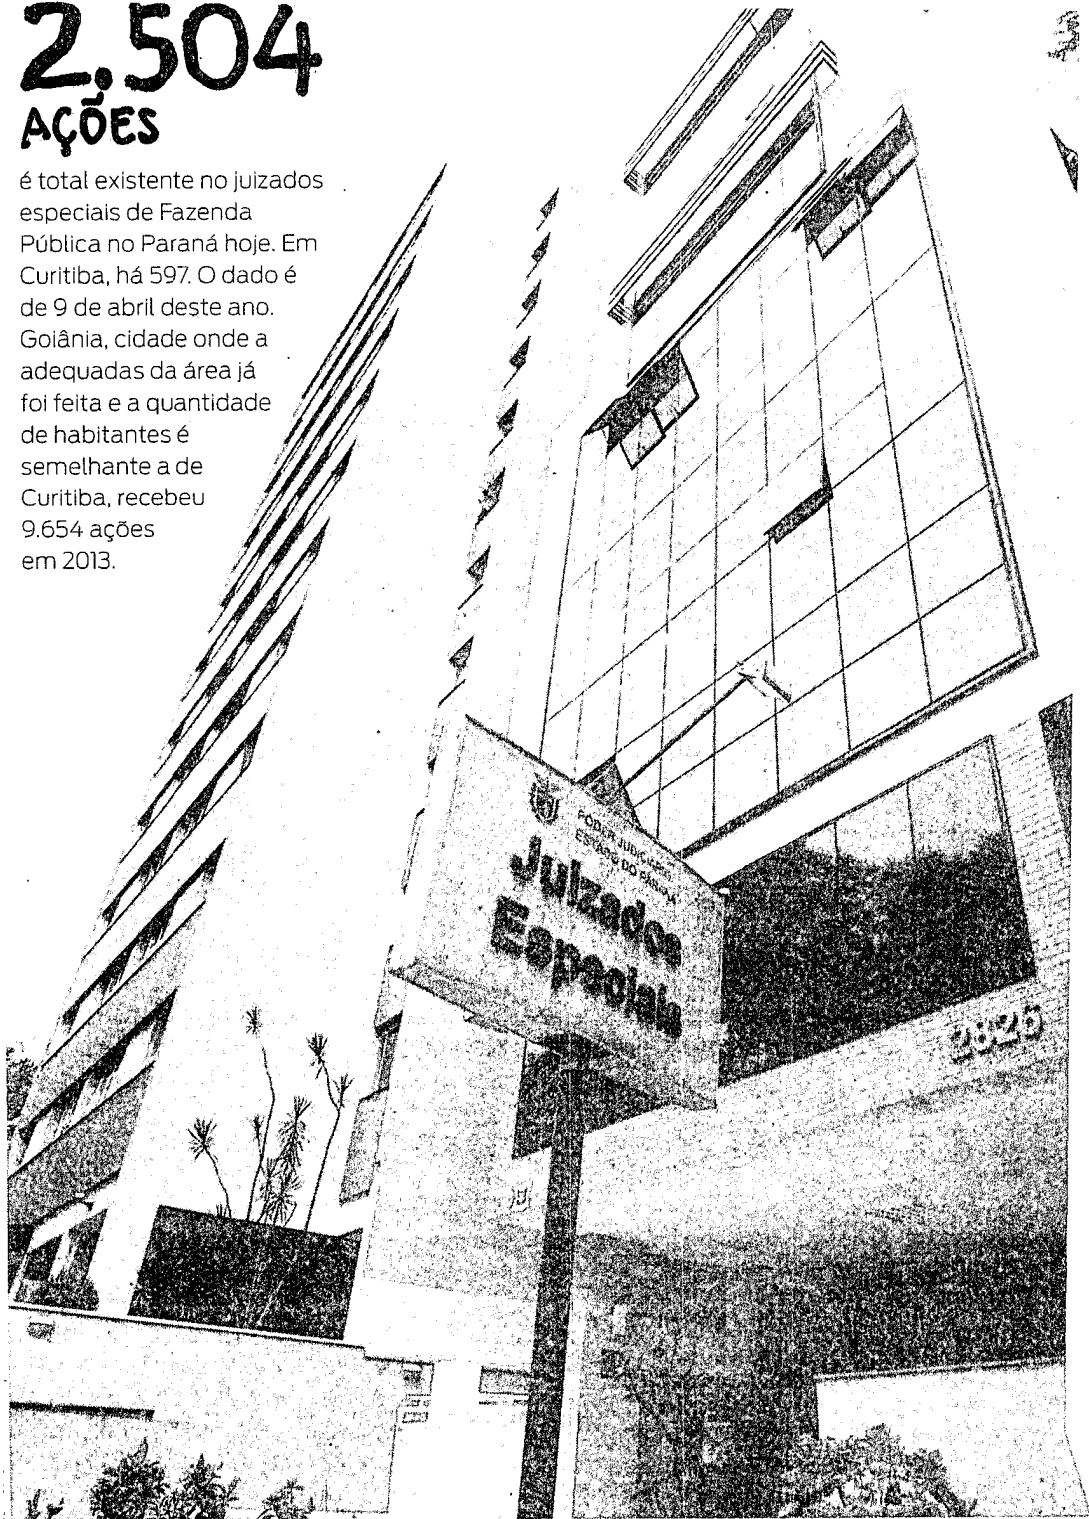 2.504
AÇÕES
é total existente no juizados
especiais de Fazenda
Pública no Paraná hoje. Em
Curitiba, há 597. O dado é
de 9 de abril deste ano.
Goiânia, cidade onde a
adequadas da área já
foi feita e a quantidade
de habitantes é
semelhante a de
Curitiba, recebeu
9.654 ações
em 2013.
PODER JUDICIÁRIO
ESTADO DO PARANÁ
Juizados
Especiais
2826